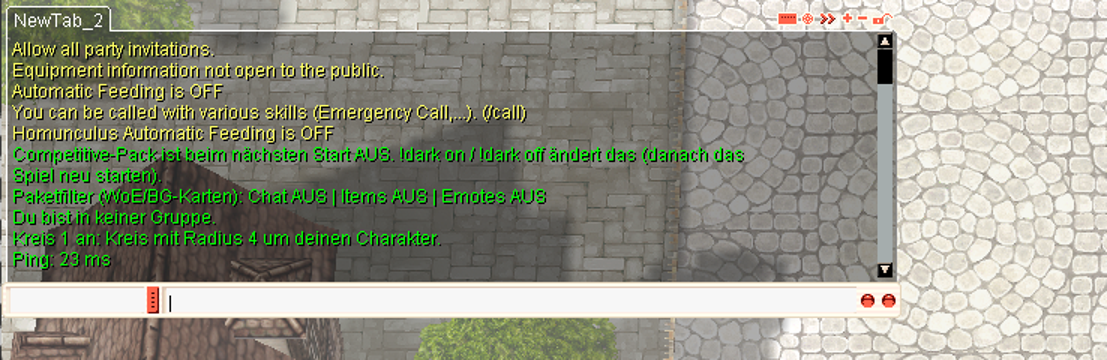 NewTab_2
Allow all party invitations.
Equipment information not open to the public.
Automatic Feeding is OFF
You can be called with various skills (Emergency Call,...). (/call)
Homunculus Automatic Feeding is OFF
Competitive-Pack ist beim nächsten Start AUS. !dark on / !dark off ändert das (danach das
Spiel neu starten).
Paketfilter (WoE/BG-Karten): Chat AUS | Items AUS | Emotes AUS
Du bist in keiner Gruppe.
Kreis 1 an: Kreis mit Radius 4 um deinen Charakter.
Ping: 23 ms